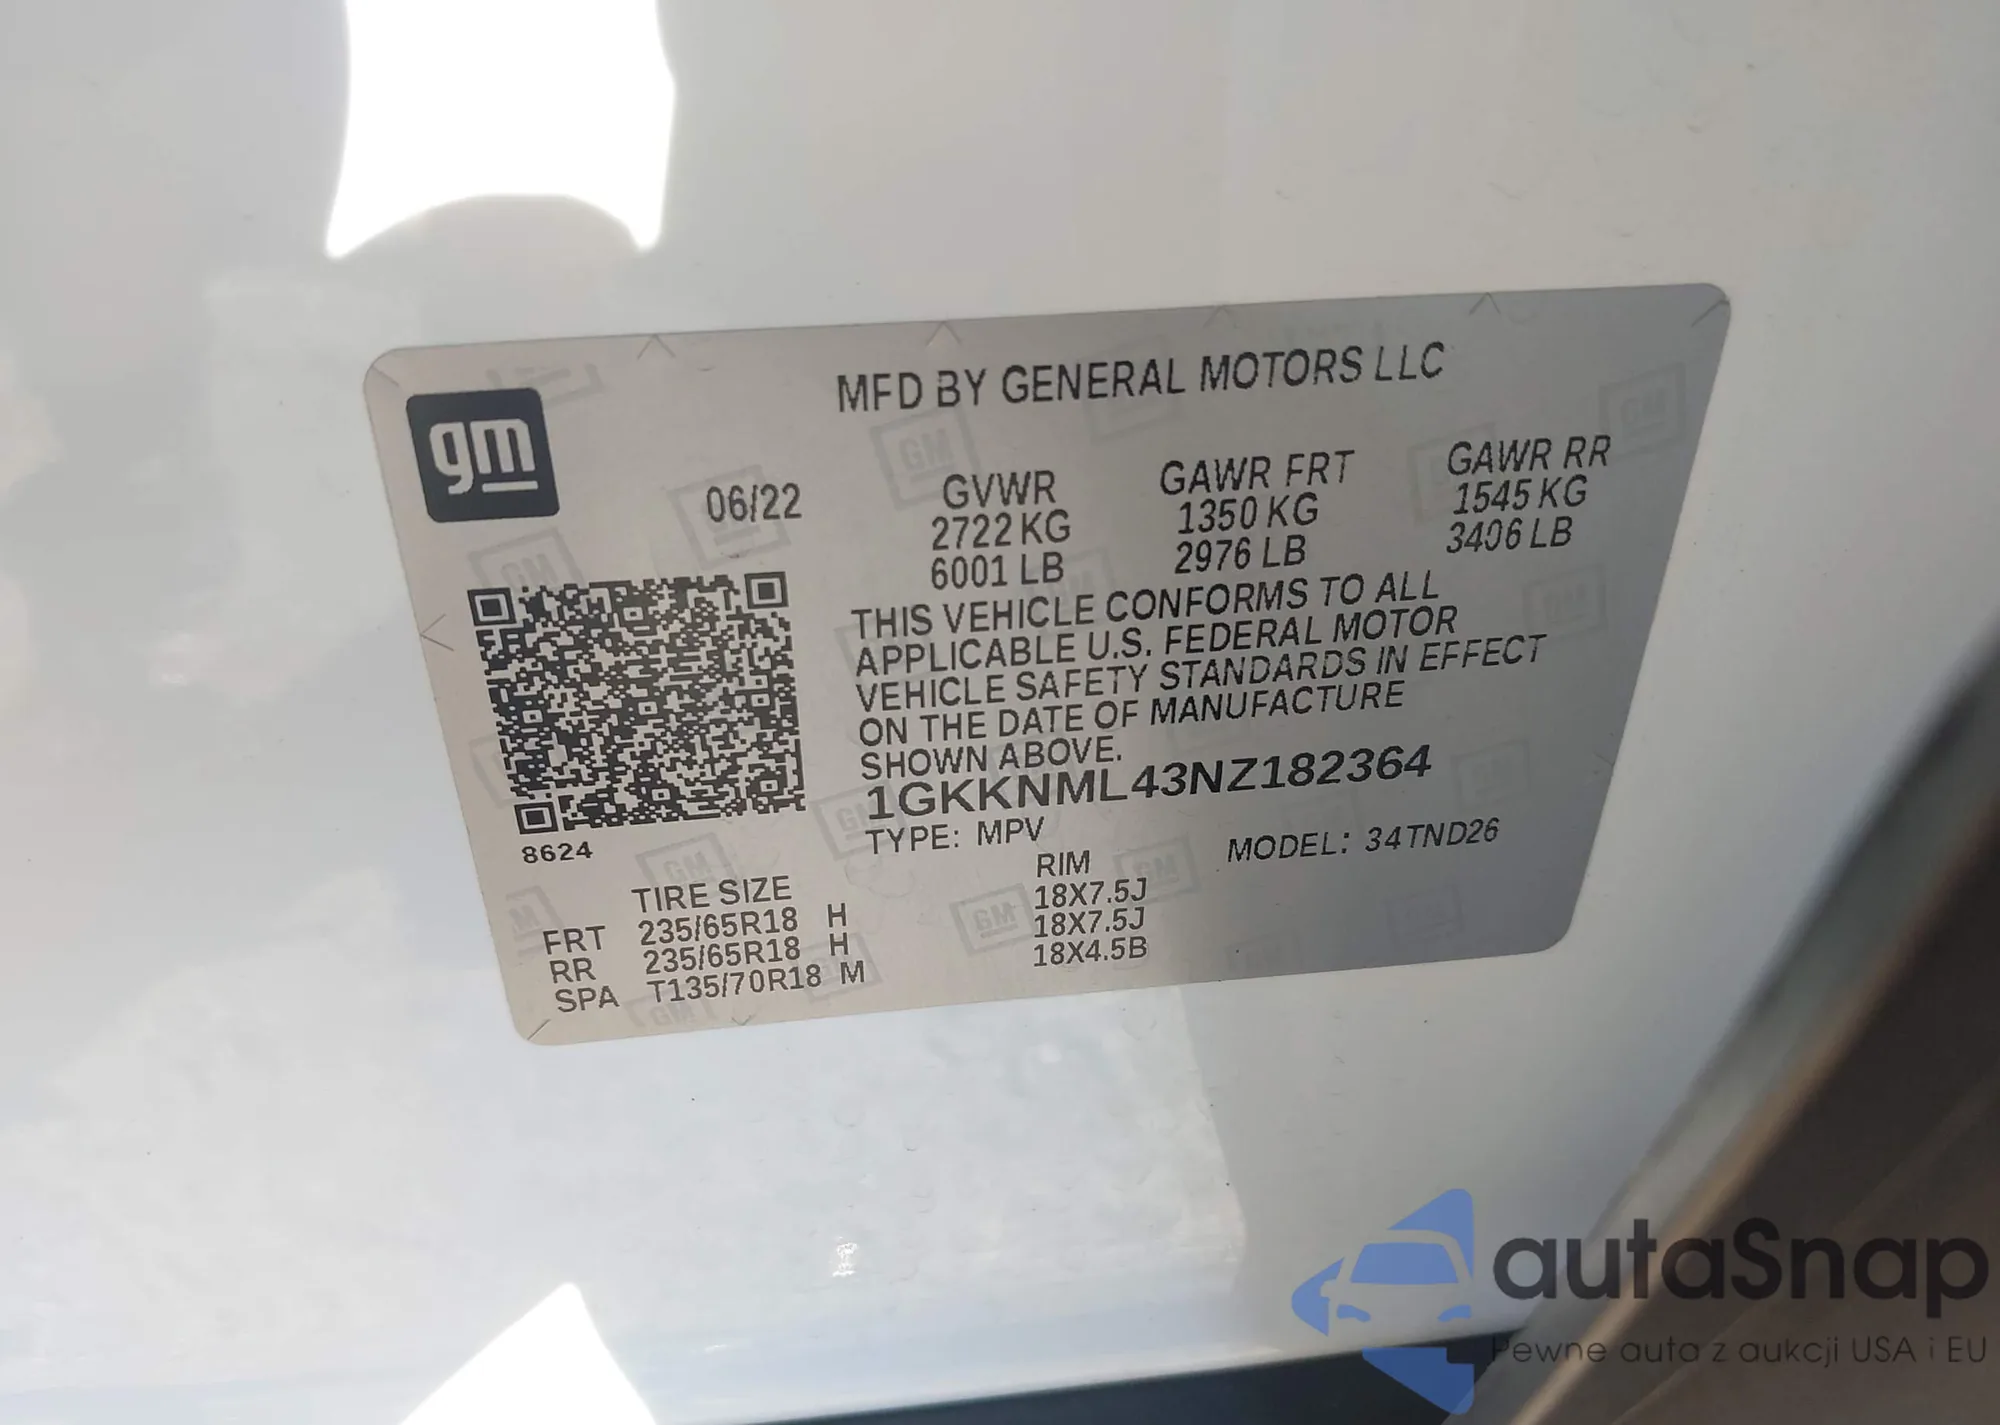 MFD BY GENERAL MOTORS LLC
gm
06/22 GVWR GAWR FRT GAWR RR
2722 KG 1350 KG 1545 KG
6001 LB 2976 LB 3406 LB
THIS VEHICLE CONFORMS TO ALL
APPLICABLE U.S. FEDERAL MOTOR
VEHICLE SAFETY STANDARDS IN EFFECT
ON THE DATE OF MANUFACTURE
SHOWN ABOVE.
1GKKNML43NZ182364
TYPE: MPV MODEL: 34TND26
8624
TIRE SIZE RIM
FRT 235/65R18 H 18X7.5J
RR 235/65R18 H 18X7.5J
SPA T135/70R18 M 18X4.5B
autaSnap
Pewne auta z aukcji USA i EU